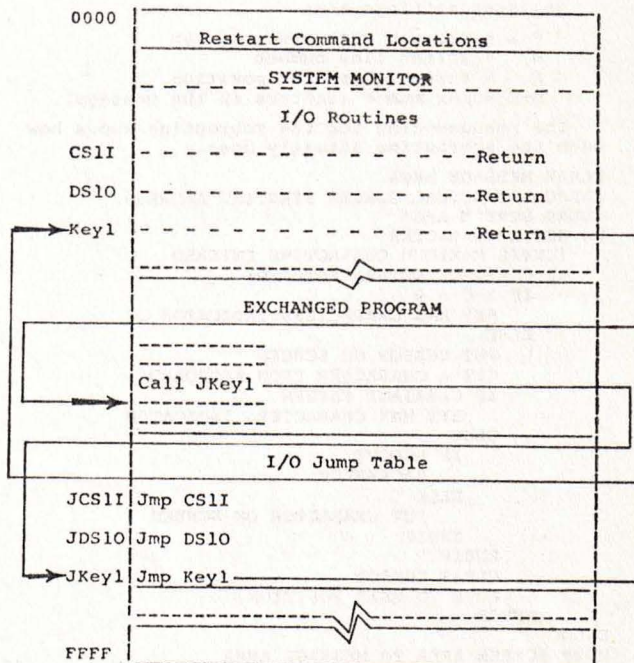 0000
Restart Command Locations
SYSTEM MONITOR
I/O Routines
CS1I - - - - - - - - - - - - - - - -Return
DS1O - - - - - - - - - - - - - - - -Return
Key1 - - - - - - - - - - - - - - - -Return
EXCHANGED PROGRAM
Call JKey1
I/O Jump Table
JCS1I Jmp CS1I
JDS1O Jmp DS1O
JKey1 Jmp Key1
FFFF